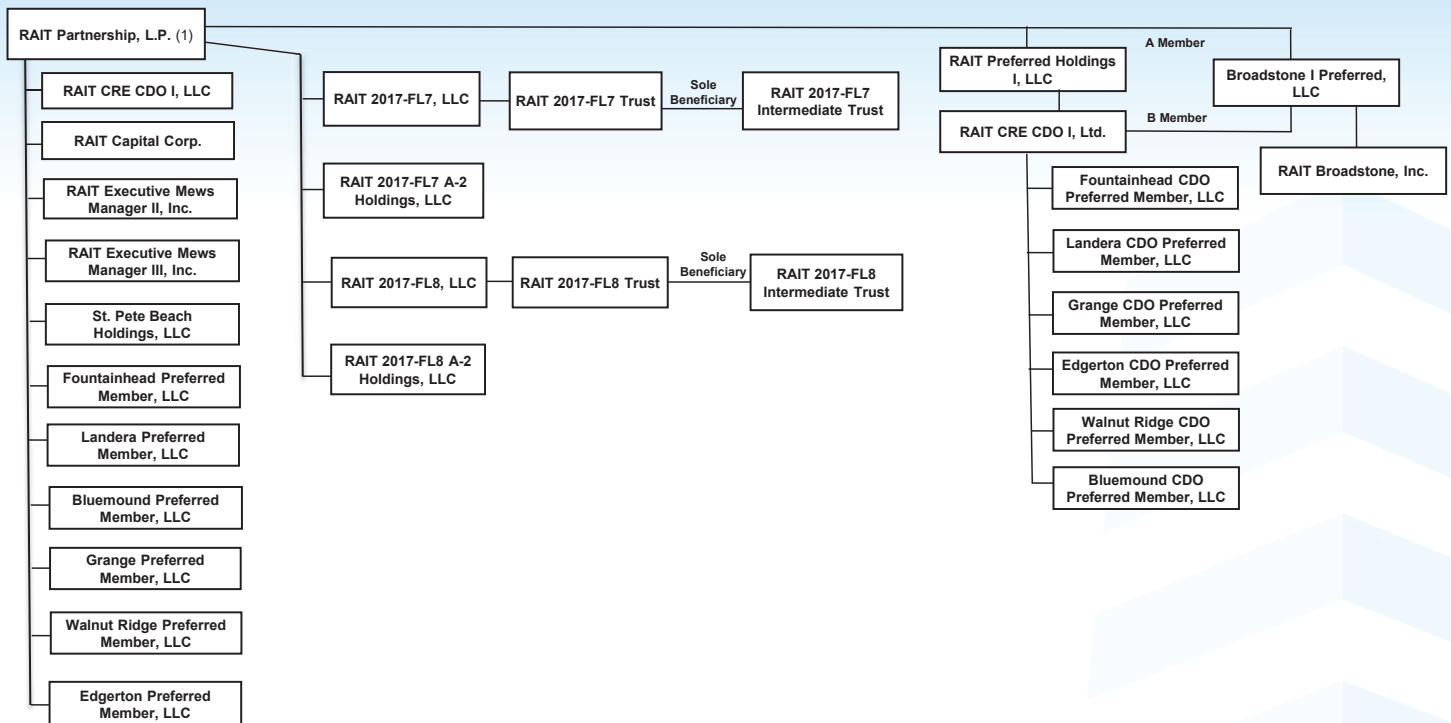 RAIT Partnership, L.P. (1)
RAIT CRE CDO I, LLC
RAIT Capital Corp.
RAIT Executive Mews
Manager II, Inc.
RAIT Executive Mews
Manager III, Inc.
St. Pete Beach
Holdings, LLC
Fountainhead Preferred
Member, LLC
Landera Preferred
Member, LLC
Bluemound Preferred
Member, LLC
Grange Preferred
Member, LLC
Walnut Ridge Preferred
Member, LLC
Edgerton Preferred
Member, LLC
RAIT 2017-FL7, LLC
RAIT 2017-FL7 Trust
Sole
Beneficiary
RAIT 2017-FL7
Intermediate Trust
RAIT 2017-FL7 A-2
Holdings, LLC
RAIT 2017-FL8, LLC
RAIT 2017-FL8 Trust
Sole
Beneficiary
RAIT 2017-FL8
Intermediate Trust
RAIT 2017-FL8 A-2
Holdings, LLC
RAIT Preferred Holdings
I, LLC
A Member
Broadstone I Preferred,
LLC
RAIT CRE CDO I, Ltd.
B Member
RAIT Broadstone, Inc.
Fountainhead CDO
Preferred Member, LLC
Landera CDO Preferred
Member, LLC
Grange CDO Preferred
Member, LLC
Edgerton CDO Preferred
Member, LLC
Walnut Ridge CDO
Preferred Member, LLC
Bluemound CDO
Preferred Member, LLC